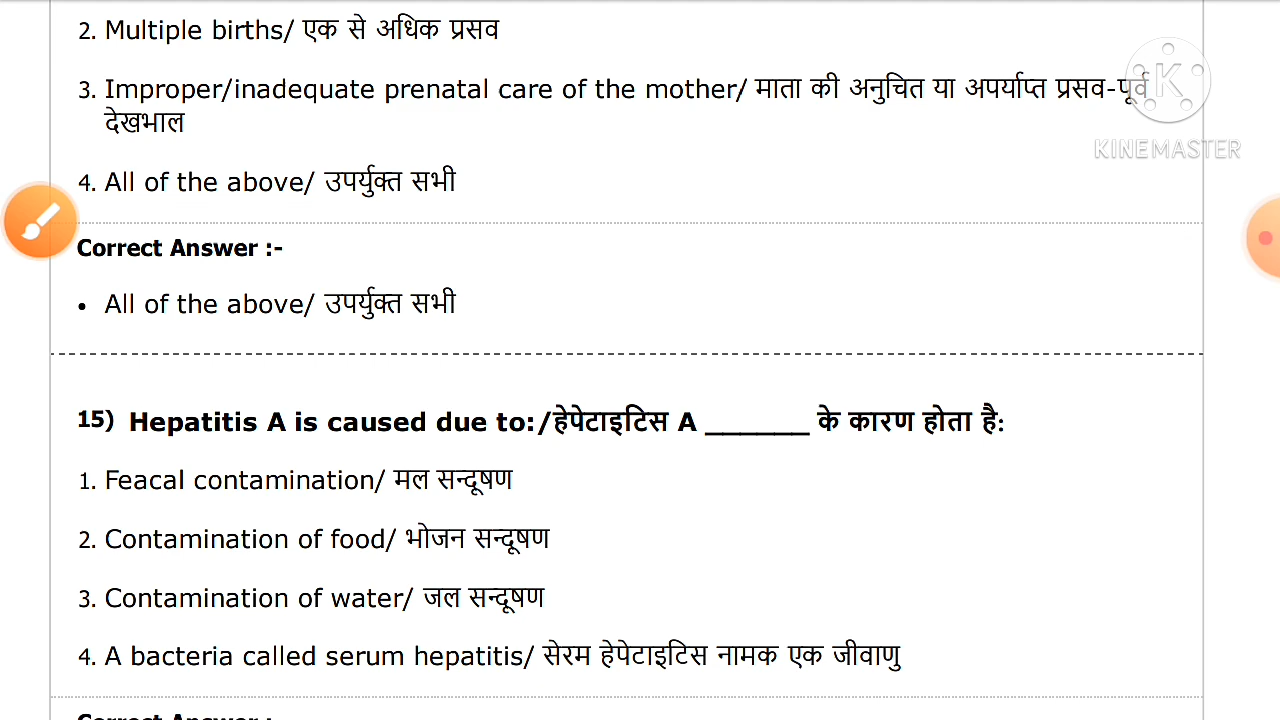 2. Multiple births/ एक से अधिक प्रसव
3. Improper/inadequate prenatal care of the mother/ माता की अनुचित या अपर्याप्त प्रसव-पूर्व
देखभाल
K
KINEMASTER
4. All of the above/ उपर्युक्त सभी
Correct Answer :-
• All of the above/ उपर्युक्त सभी
15) Hepatitis A is caused due to:/हेपेटाइटिस A ______ के कारण होता है:
1. Feacal contamination/ मल सन्दूषण
2. Contamination of food/ भोजन सन्दूषण
3. Contamination of water/ जल सन्दूषण
4. A bacteria called serum hepatitis/ सेरम हेपेटाइटिस नामक एक जीवाणु
Correct Answer :-